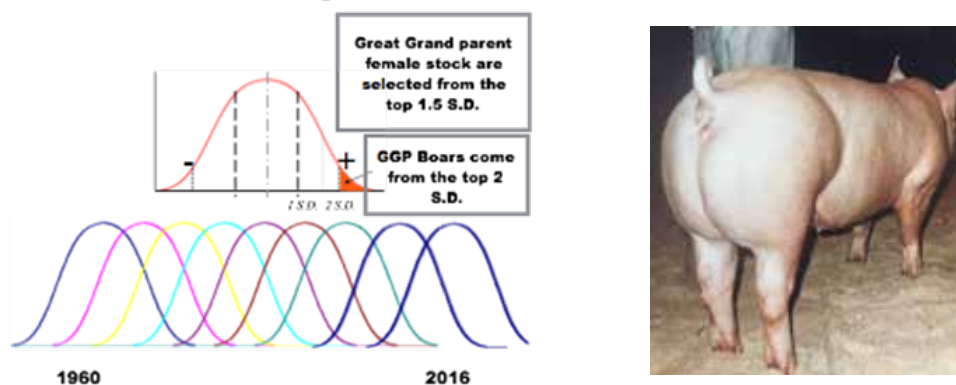 Great Grand parent
female stock are
selected from the
top 1.5 S.D.
GGP Boars come
from the top 2
S.D.
-
+
1 S.D. 2 S.D.
1960
2016